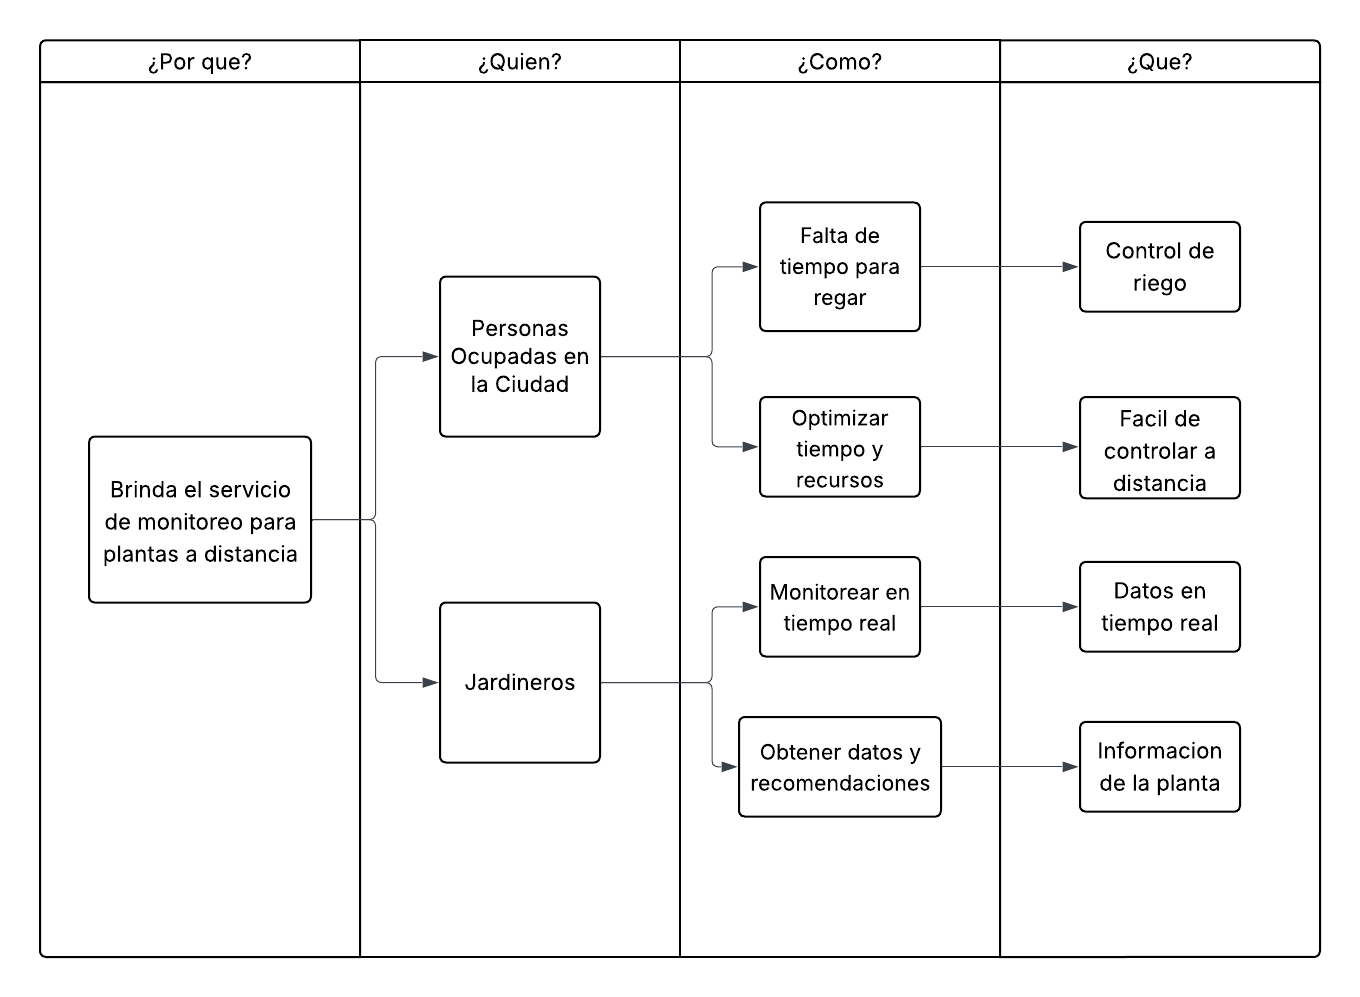 ¿Por que?
¿Quien?
¿Como?
¿Que?
Brinda el servicio
de monitoreo para
plantas a distancia
Personas
Ocupadas en
la Ciudad
Jardineros
Falta de
tiempo para
regar
Optimizar
tiempo y
recursos
Monitorear en
tiempo real
Obtener datos y
recomendaciones
Control de
riego
Facil de
controlar a
distancia
Datos en
tiempo real
Informacion
de la planta